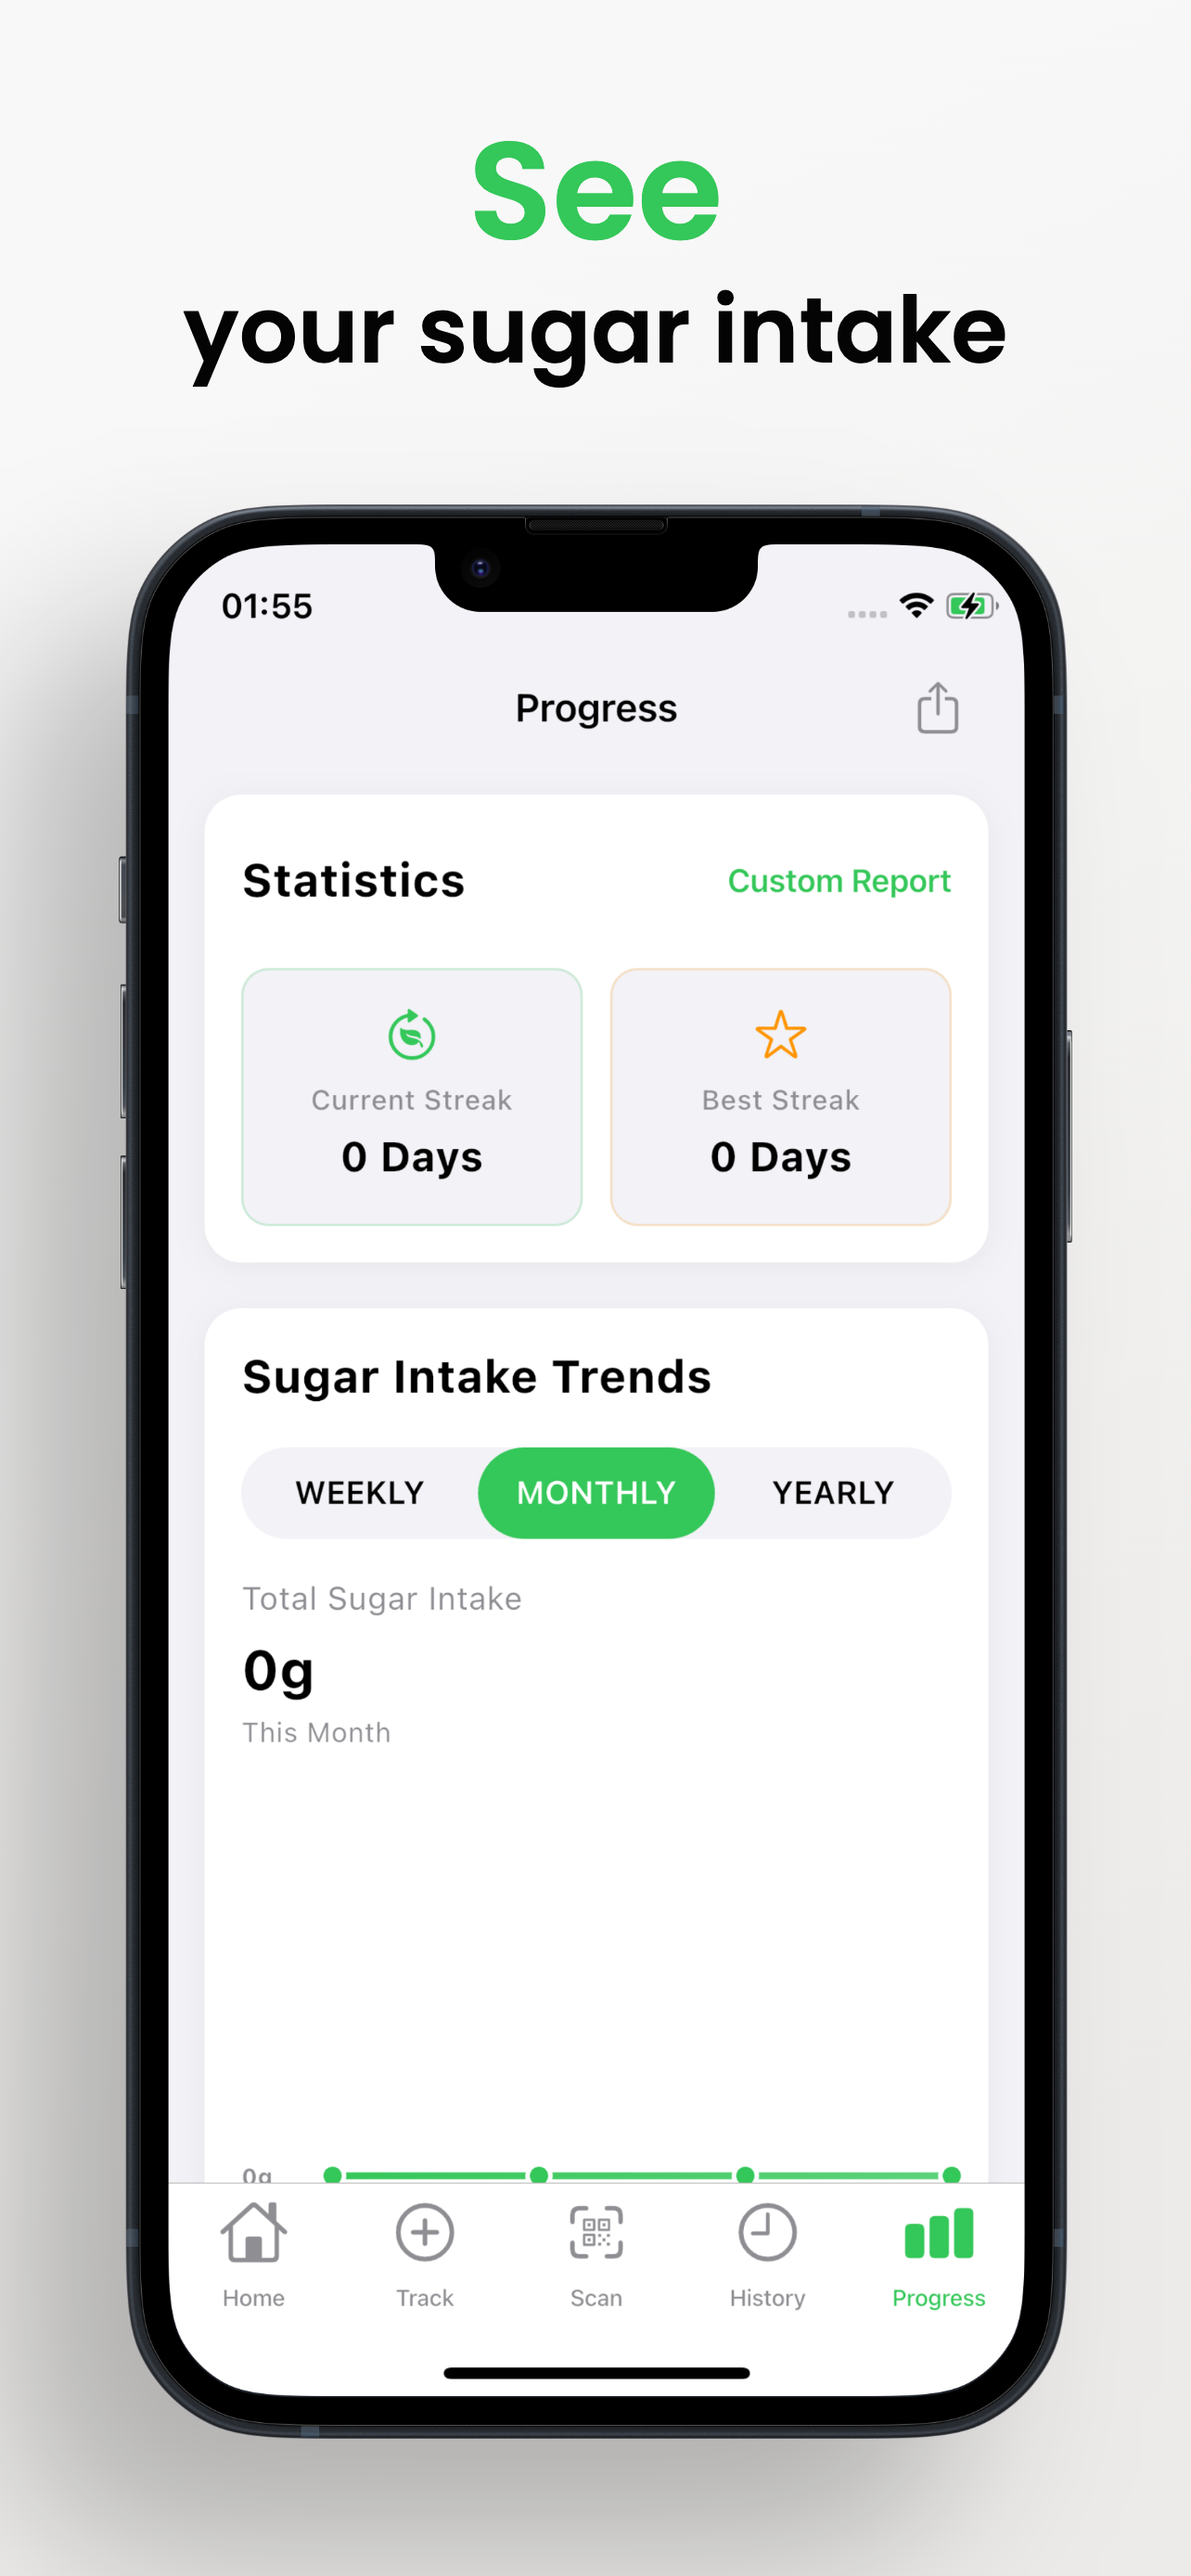 See
your sugar intake
01:55
Progress
Statistics
Custom Report
Current Streak
Best Streak
0 Days
0 Days
Sugar Intake Trends
WEEKLY
MONTHLY
YEARLY
Total Sugar Intake
0g
This Month
0g
Home
Track
Scan
History
Progress